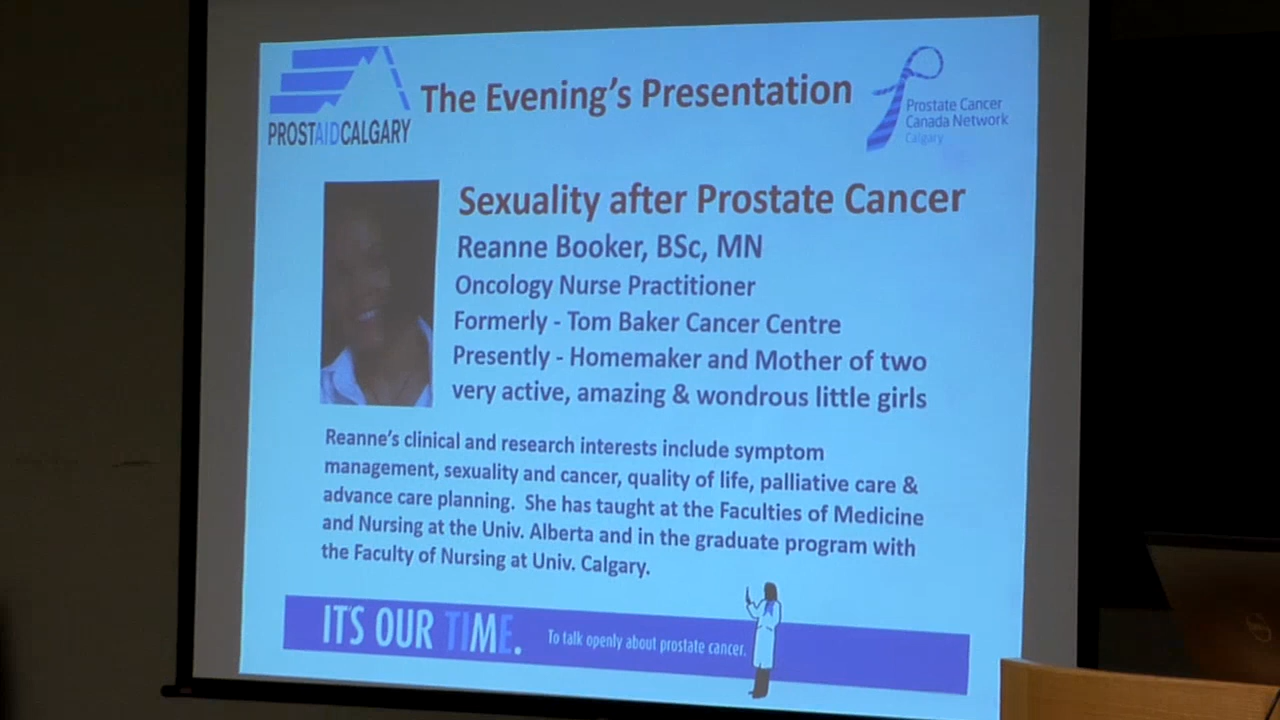 The Evening's Presentation
PROSTAIDCALGARY
Prostate Cancer
Canada Network
Calgary
Sexuality after Prostate Cancer
Reanne Booker, BSc, MN
Oncology Nurse Practitioner
Formerly - Tom Baker Cancer Centre
Presently - Homemaker and Mother of two
very active, amazing & wondrous little girls
Reanne's clinical and research interests include symptom
management, sexuality and cancer, quality of life, palliative care &
advance care planning. She has taught at the Faculties of Medicine
and Nursing at the Univ. Alberta and in the graduate program with
the Faculty of Nursing at Univ. Calgary.
IT'S OUR TIME.
To talk openly about prostate cancer.